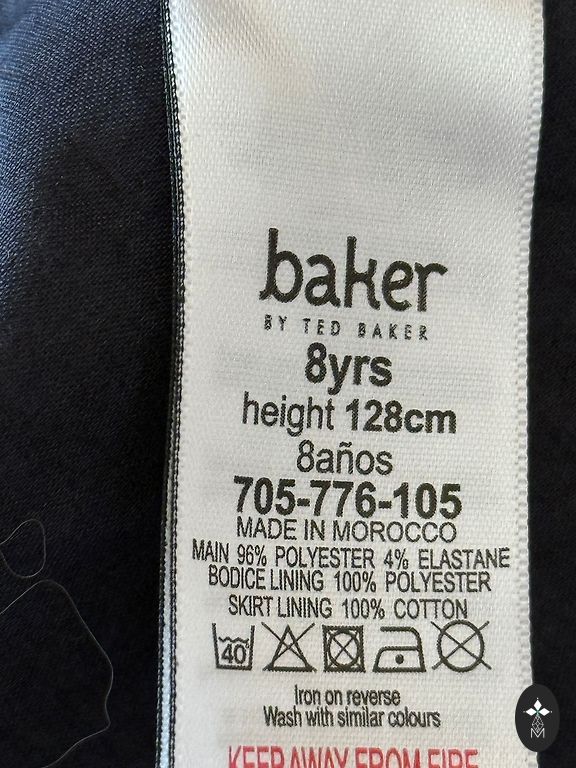 baker
BY TED BAKER
8yrs
height 128cm
8años
705-776-105
MADE IN MOROCCO
MAIN 96% POLYESTER 4% ELASTANE
BODICE LINING 100% POLYESTER
SKIRT LINING 100% COTTON
40
Iron on reverse
Wash with similar colours
KEEP AWAY FROM FIRE
M